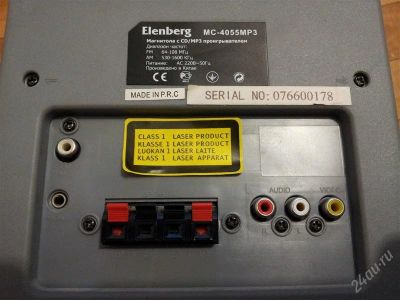 Elenberg MC-4055MP3
Магнитола с CD/MP3 проигрывателем
Диапазон частот:
FM 64-108 МГц
AM 530-1600 КГц
Питание: AC 220В~50Гц
Произведено в Китае
MADE IN P.R.C
SERIAL NO:076600178
CLASS 1 LASER PRODUCT
KLASSE 1 LASER PRODUCT
LUOKAN 1 LASER LAITE
KLASS 1 LASER APPARAT
AUDIO VIDEO
R L
24au.ru